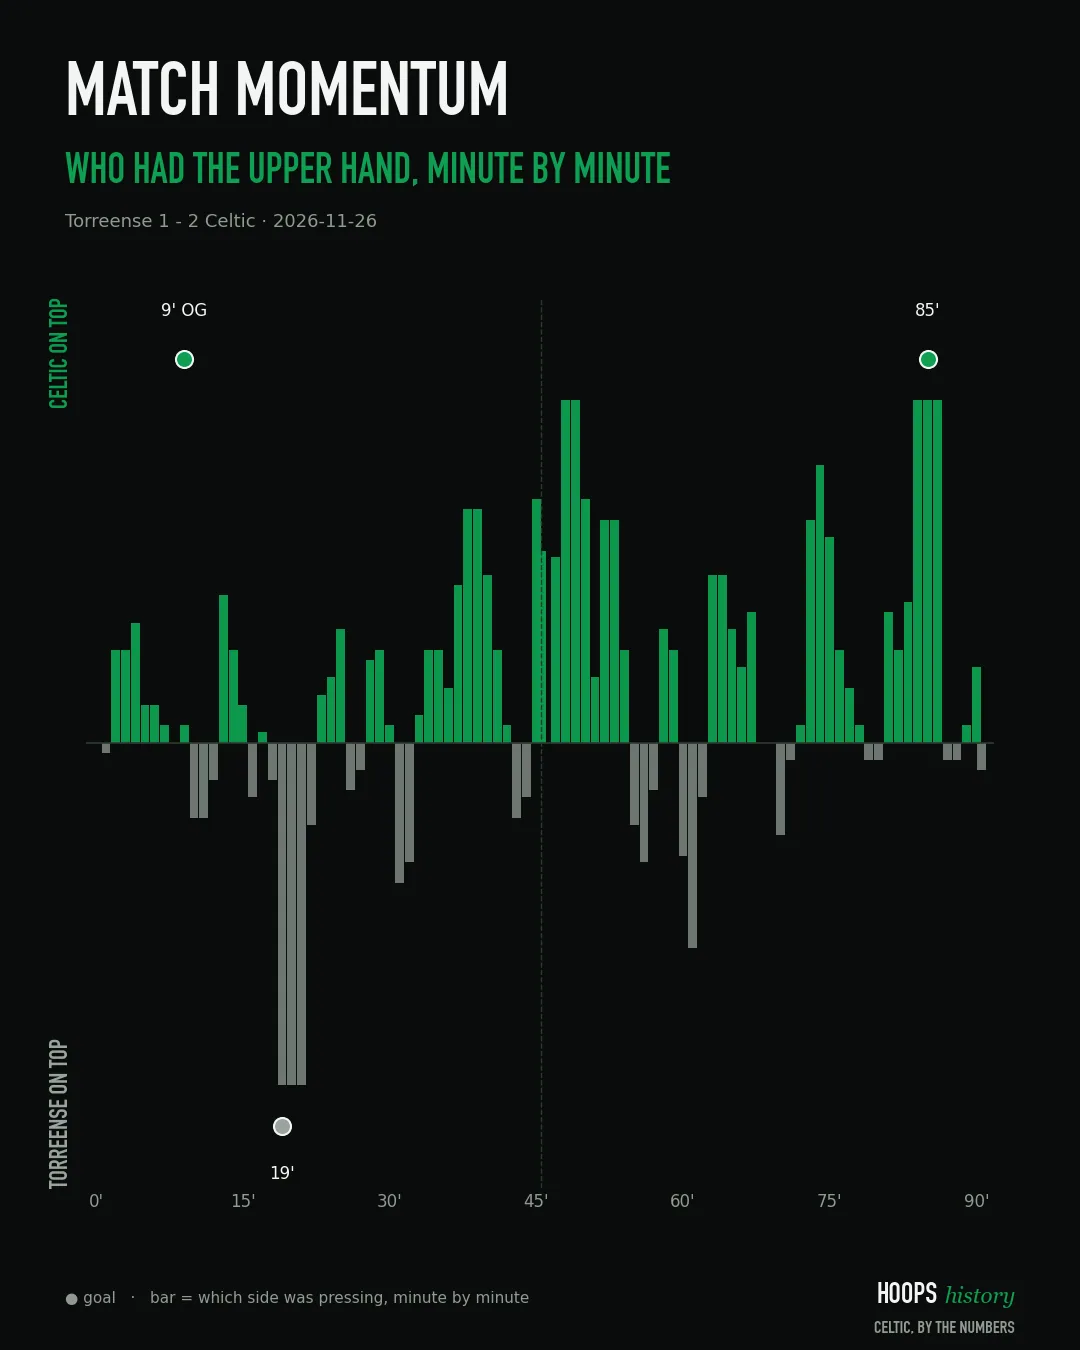 MATCH MOMENTUM
WHO HAD THE UPPER HAND, MINUTE BY MINUTE
Torreense 1 - 2 Celtic · 2026-11-26
CELTIC ON TOP
9' OG
85'
TORREENSE ON TOP
19'
0' 15' 30' 45' 60' 75' 90'
● goal · bar = which side was pressing, minute by minute
HOOPS history
CELTIC, BY THE NUMBERS